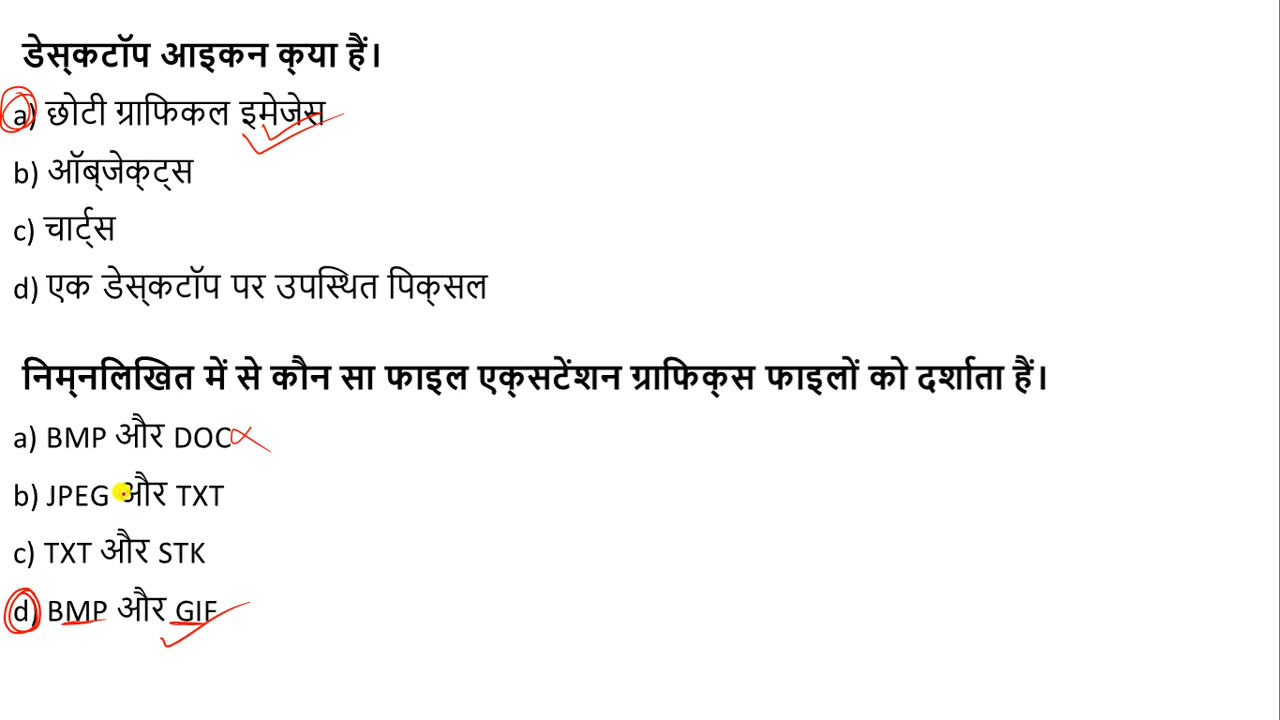 डेस्कटॉप आइकन क्या हैं।
a) छोटी ग्राफिकल इमेजेस
b) ऑब्जेक्ट्स
c) चार्ट्स
d) एक डेस्कटॉप पर उपस्थित पिक्सल
निम्नलिखित में से कौन सा फाइल एक्सटेंशन ग्राफिक्स फाइलों को दर्शाता हैं।
a) BMP और DOC
b) JPEG और TXT
c) TXT और STK
d) BMP और GIF